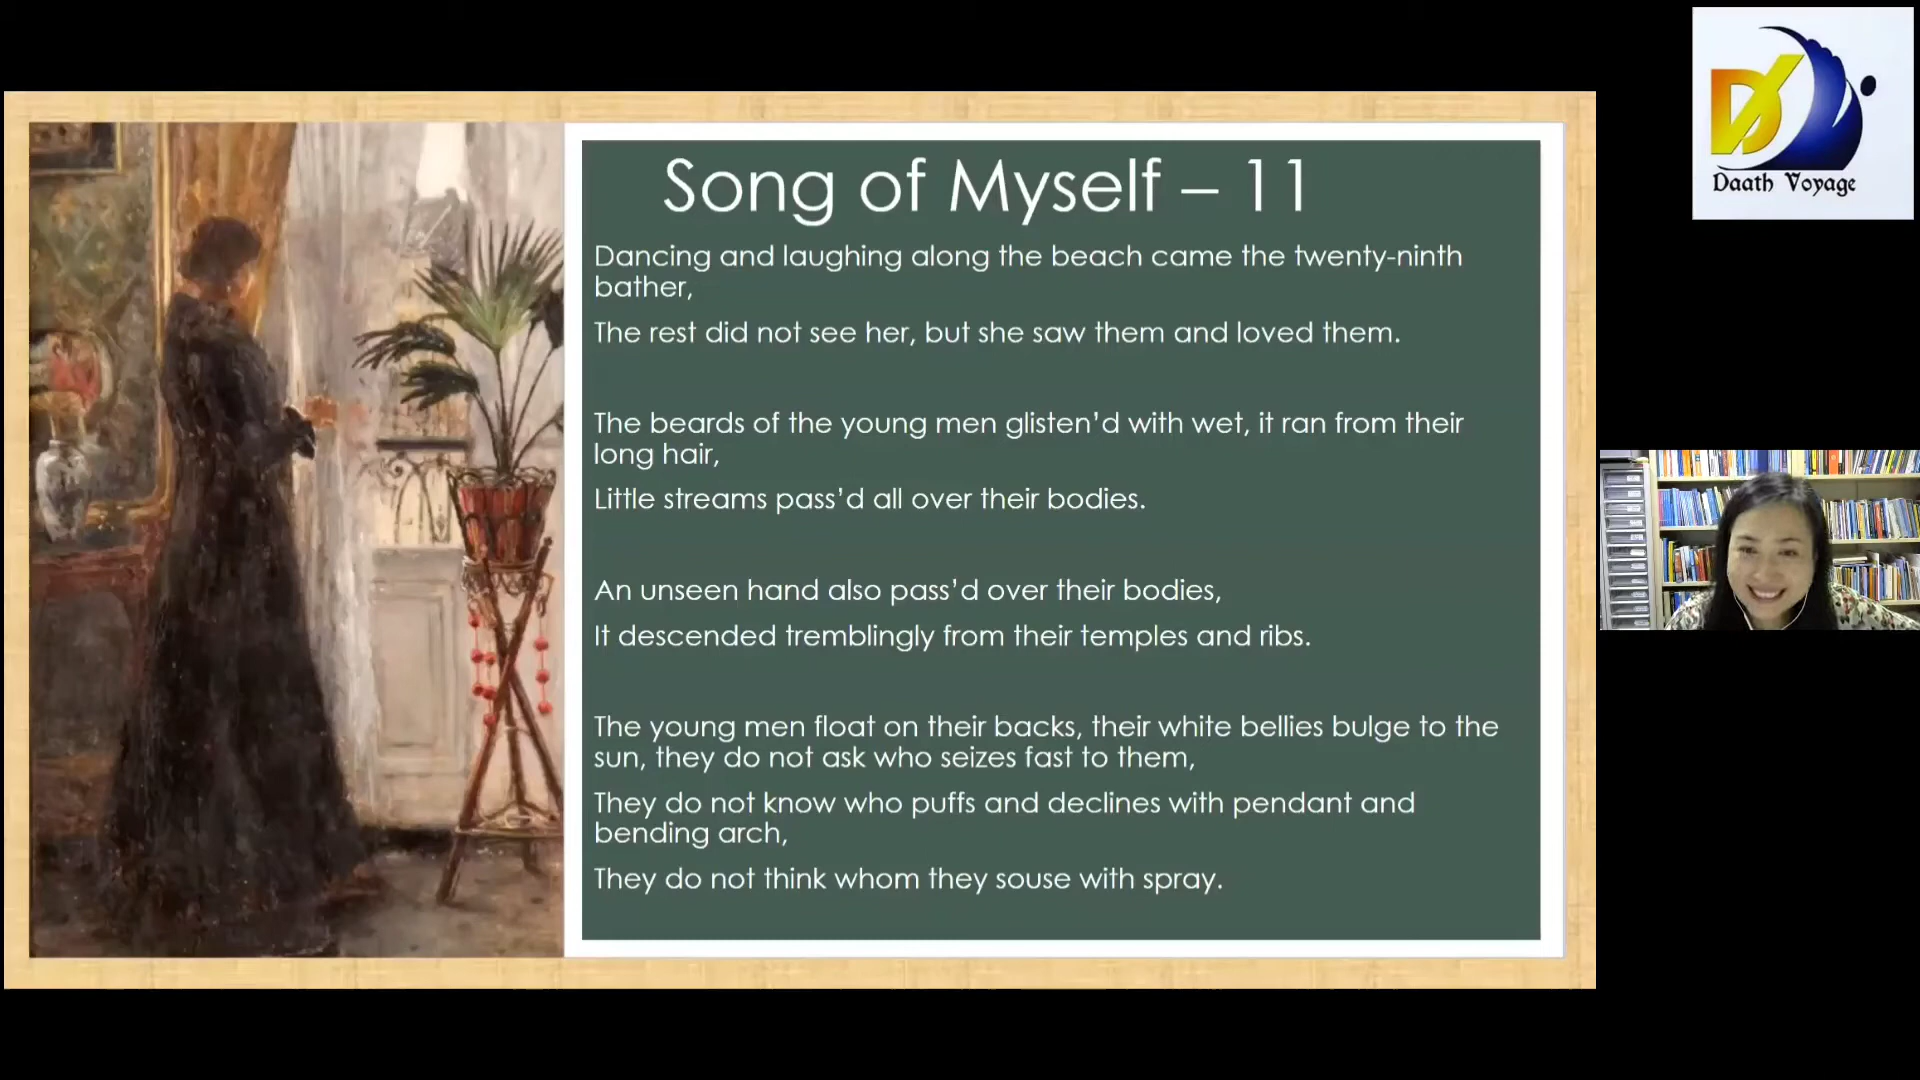 Song of Myself – 11
Dancing and laughing along the beach came the twenty-ninth
bather,
The rest did not see her, but she saw them and loved them.
The beards of the young men glisten’d with wet, it ran from their
long hair,
Little streams pass’d all over their bodies.
An unseen hand also pass’d over their bodies,
It descended tremblingly from their temples and ribs.
The young men float on their backs, their white bellies bulge to the
sun, they do not ask who seizes fast to them,
They do not know who puffs and declines with pendant and
bending arch,
They do not think whom they souse with spray.
DV
Daath Voyage